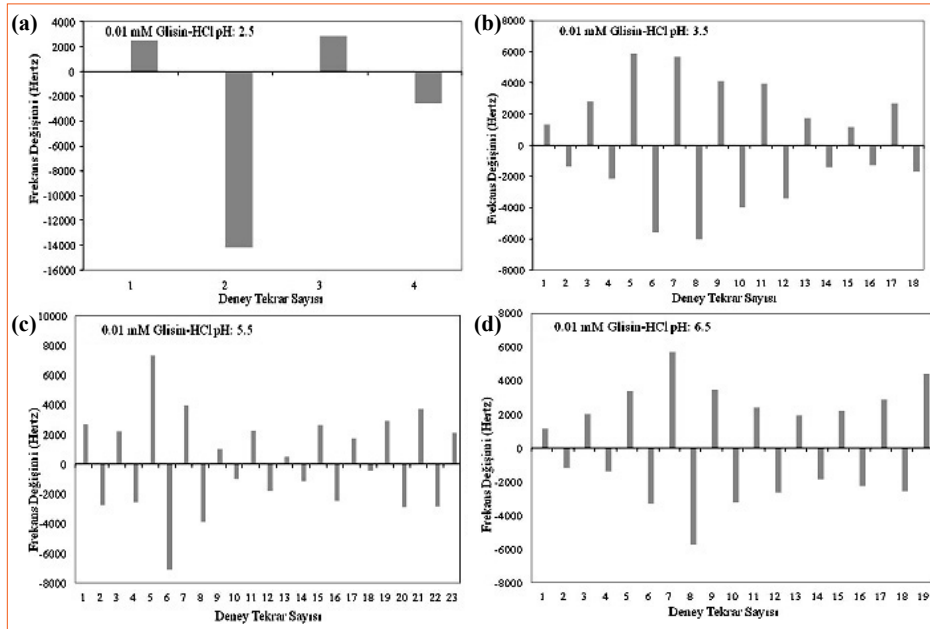 (a)
0.01 mM Glisin-HCl pH: 2.5
Frekans Değişimi (Hertz)
4000
2000
0
-2000
-4000
-6000
-8000
-10000
-12000
-14000
-16000
1 2 3 4
Deney Tekrar Sayısı
(b)
0.01 mM Glisin-HCl pH: 3.5
Frekans Değişimi (Hertz)
8000
6000
4000
2000
0
-2000
-4000
-6000
-8000
1 2 3 4 5 6 7 8 9 10 11 12 13 14 15 16 17 18
Deney Tekrar Sayısı
(c)
0.01 mM Glisin-HCl pH: 5.5
Frekans Değişimi (Hertz)
10000
8000
6000
4000
2000
0
-2000
-4000
-6000
-8000
1 2 3 4 5 6 7 8 9 10 11 12 13 14 15 16 17 18 19 20 21 22 23
Deney Tekrar Sayısı
(d)
0.01 mM Glisin-HCl pH: 6.5
Frekans Değişimi (Hertz)
8000
6000
4000
2000
0
-2000
-4000
-6000
-8000
1 2 3 4 5 6 7 8 9 10 11 12 13 14 15 16 17 18 19
Deney Tekrar Sayısı